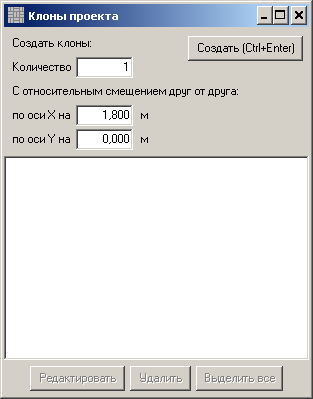 Клоны проекта
Создать клоны:
Создать (Ctrl+Enter)
Количество 1
С относительным смещением друг от друга:
по оси X на 1,800 м
по оси Y на 0,000 м
Редактировать Удалить Выделить все